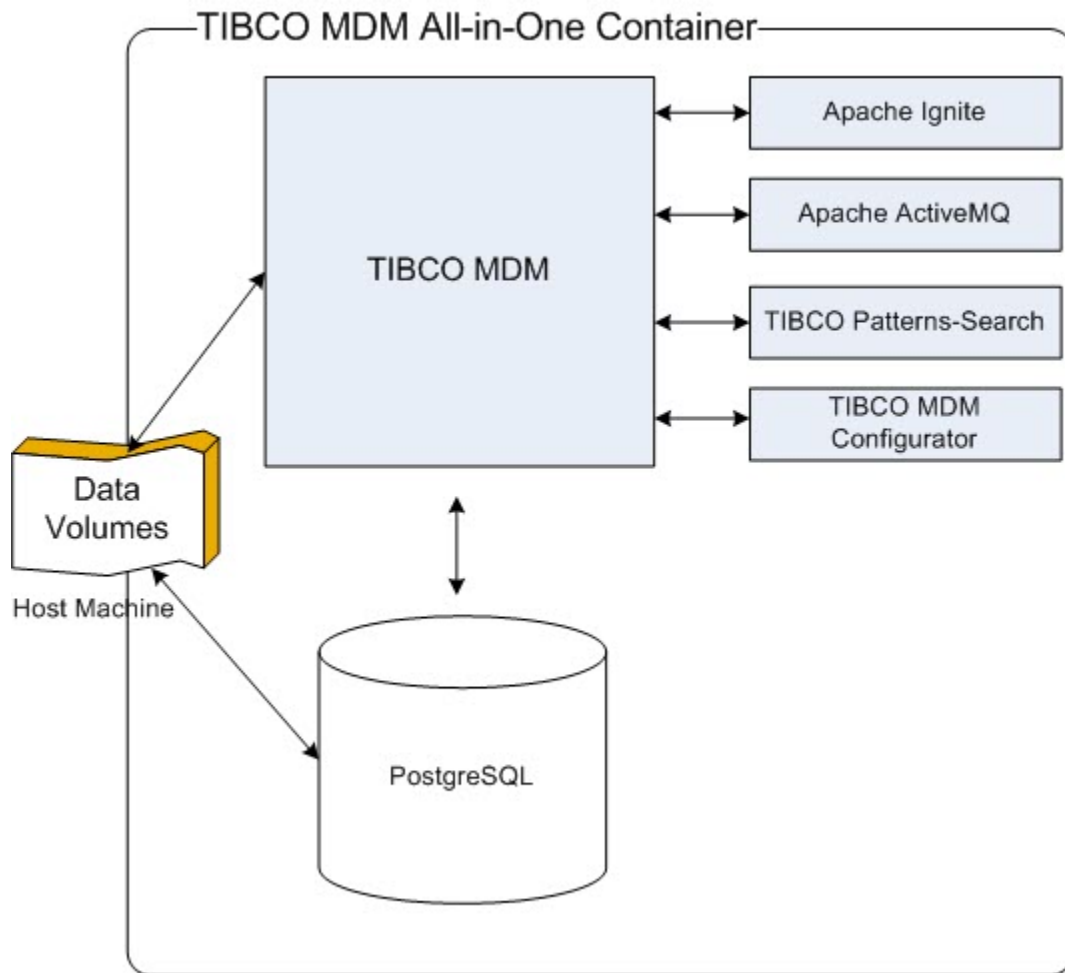 TIBCO MDM All-in-One Container
TIBCO MDM
Apache Ignite
Apache ActiveMQ
TIBCO Patterns-Search
TIBCO MDM
Configurator
Data
Volumes
Host Machine
PostgreSQL